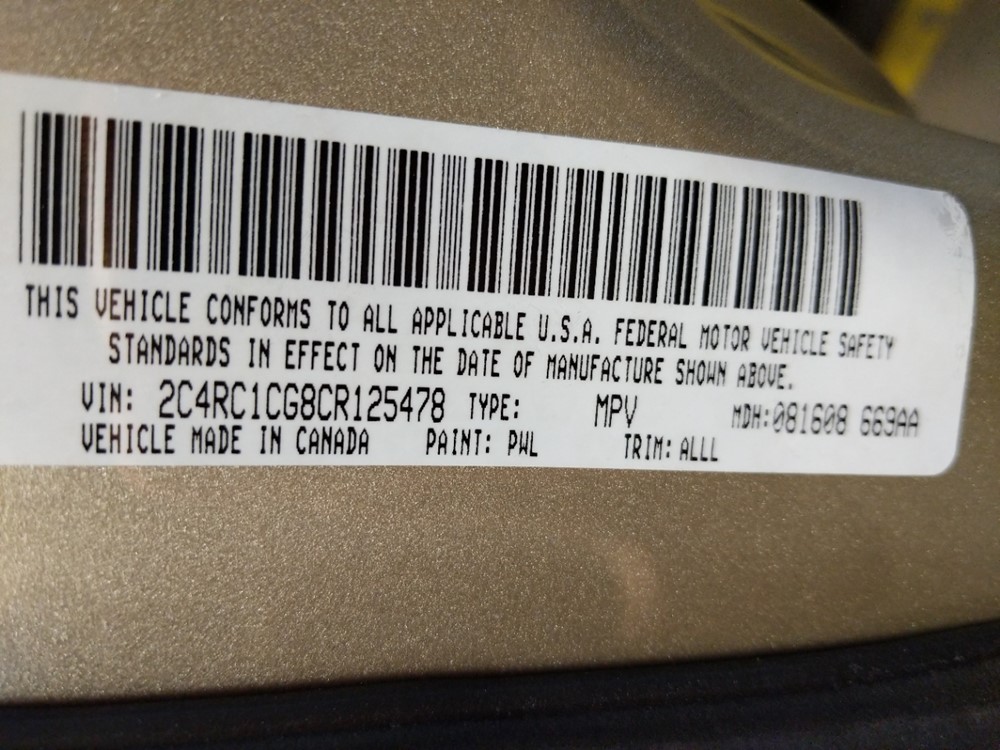 THIS VEHICLE CONFORMS TO ALL APPLICABLE U.S.A. FEDERAL MOTOR VEHICLE SAFETY
STANDARDS IN EFFECT ON THE DATE OF MANUFACTURE SHOWN ABOVE.
VIN: 2C4RC1CG8CR125478 TYPE: MPV MDH:081608 669AA
VEHICLE MADE IN CANADA PAINT: PWL TRIM: ALLL